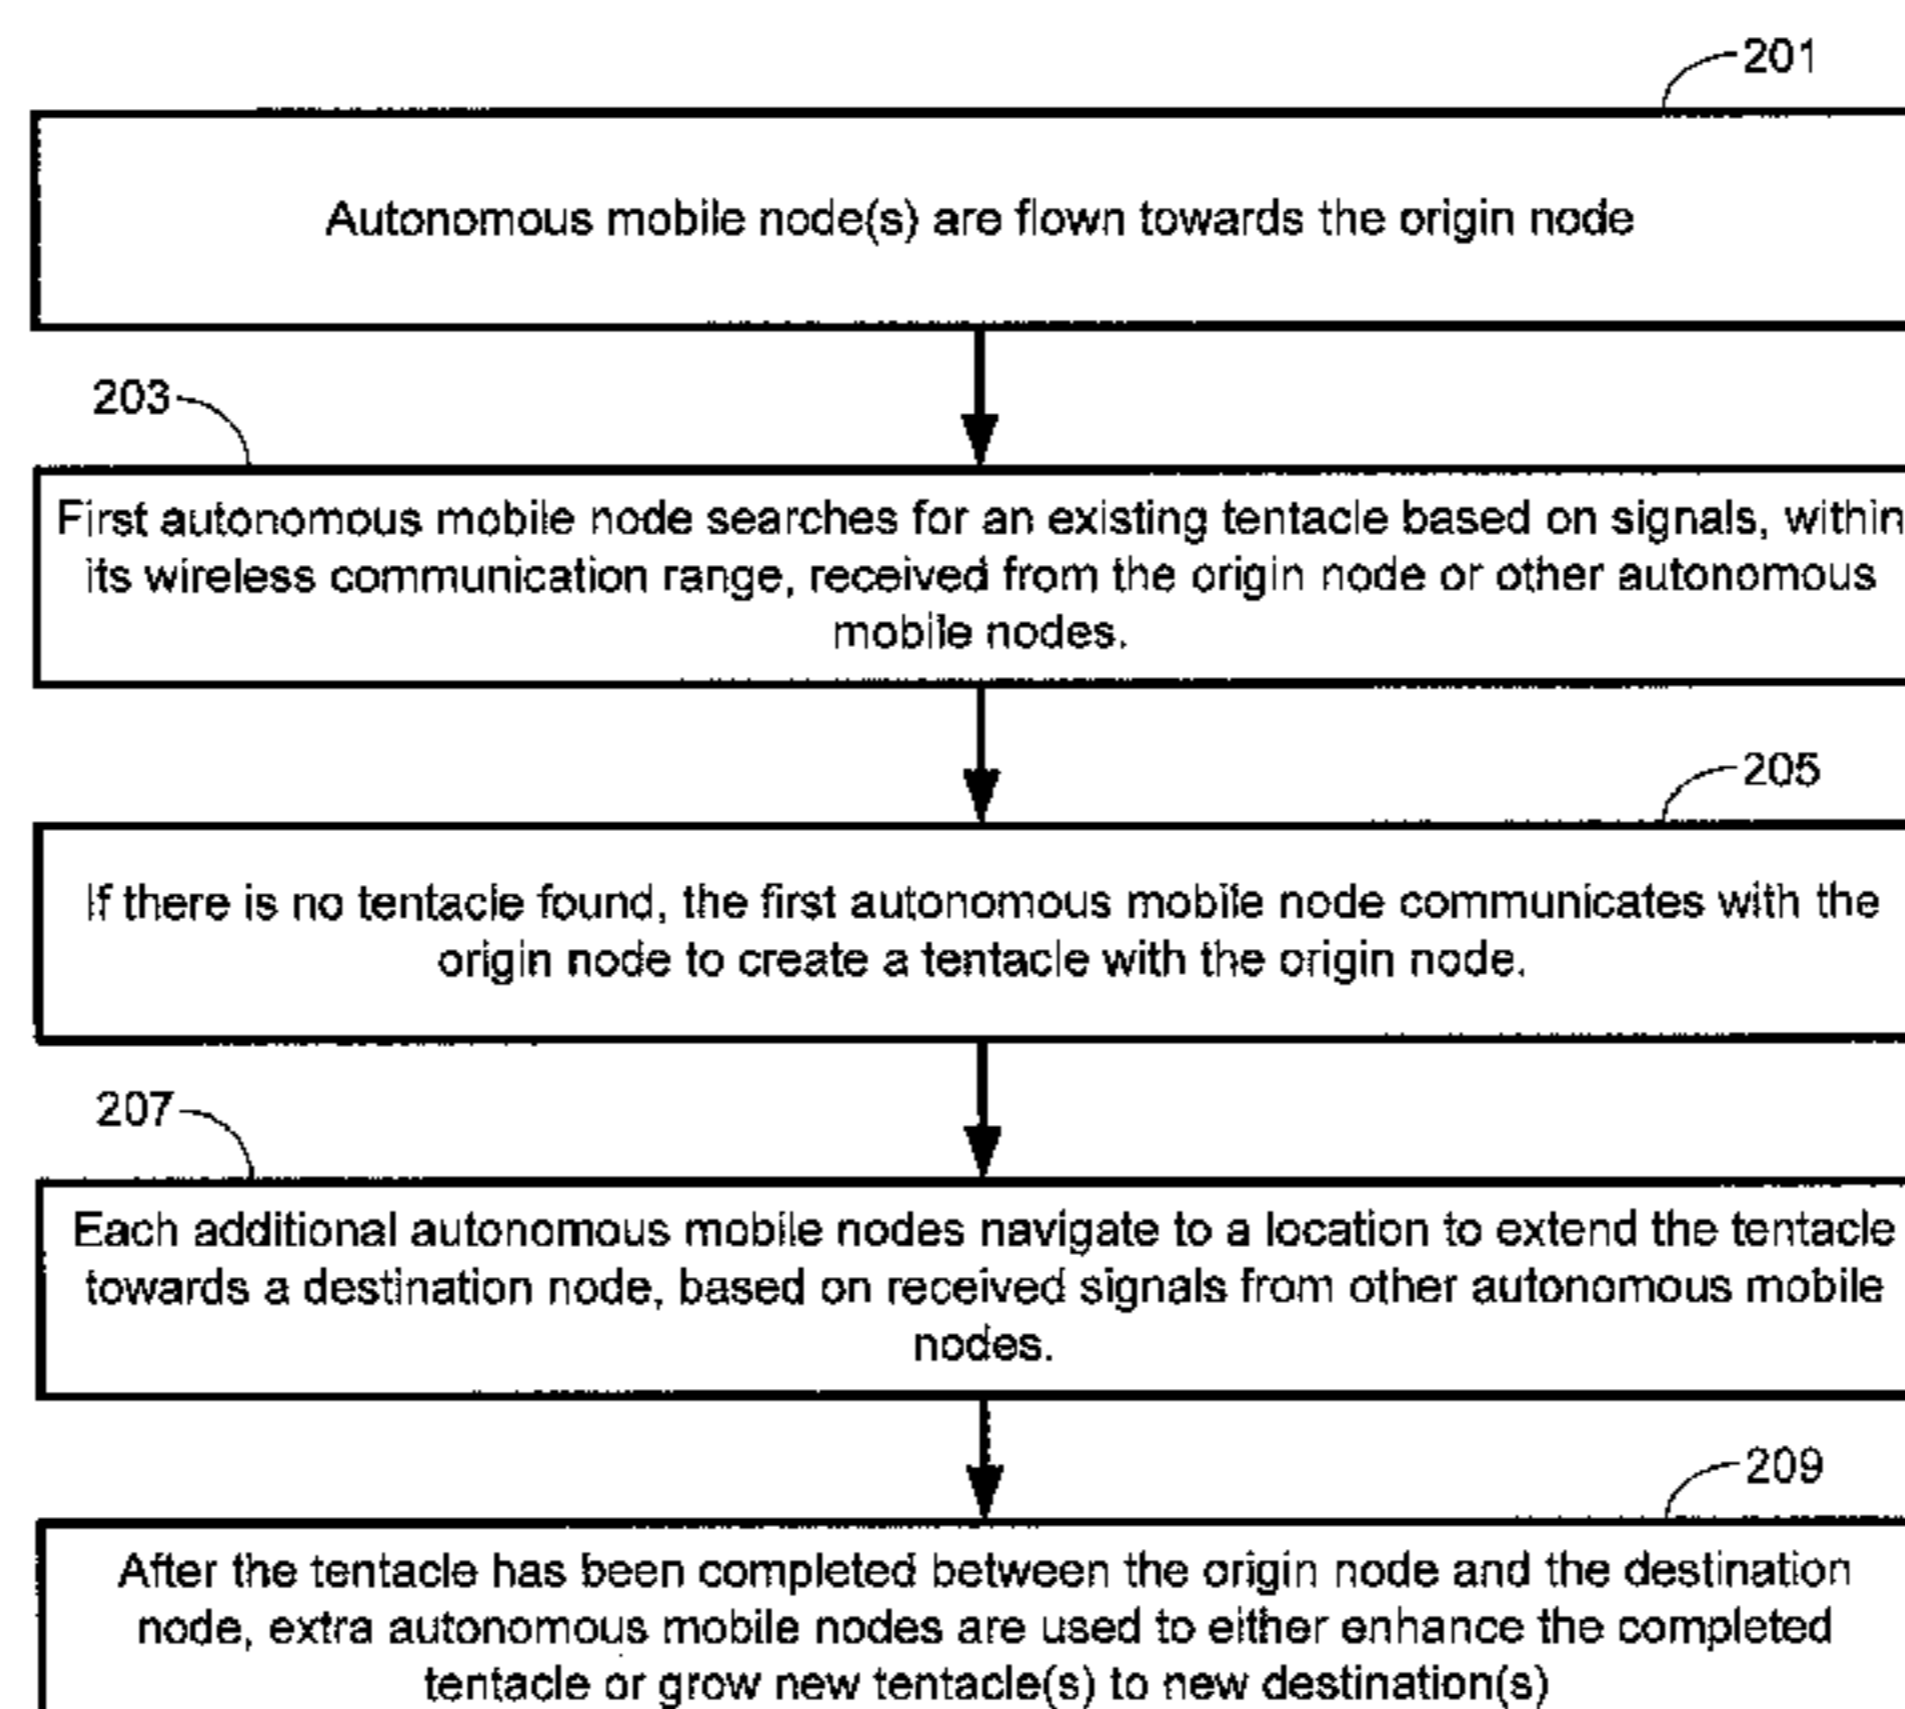 201
Autonomous mobile node(s) are flown towards the origin node
203
First autonomous mobile node searches for an existing tentacle based on signals, within
its wireless communication range, received from the origin node or other autonomous
mobile nodes.
205
If there is no tentacle found, the first autonomous mobile node communicates with the
origin node to create a tentacle with the origin node.
207
Each additional autonomous mobile nodes navigate to a location to extend the tentacle
towards a destination node, based on received signals from other autonomous mobile
nodes.
209
After the tentacle has been completed between the origin node and the destination
node, extra autonomous mobile nodes are used to either enhance the completed
tentacle or grow new tentacle(s) to new destination(s)